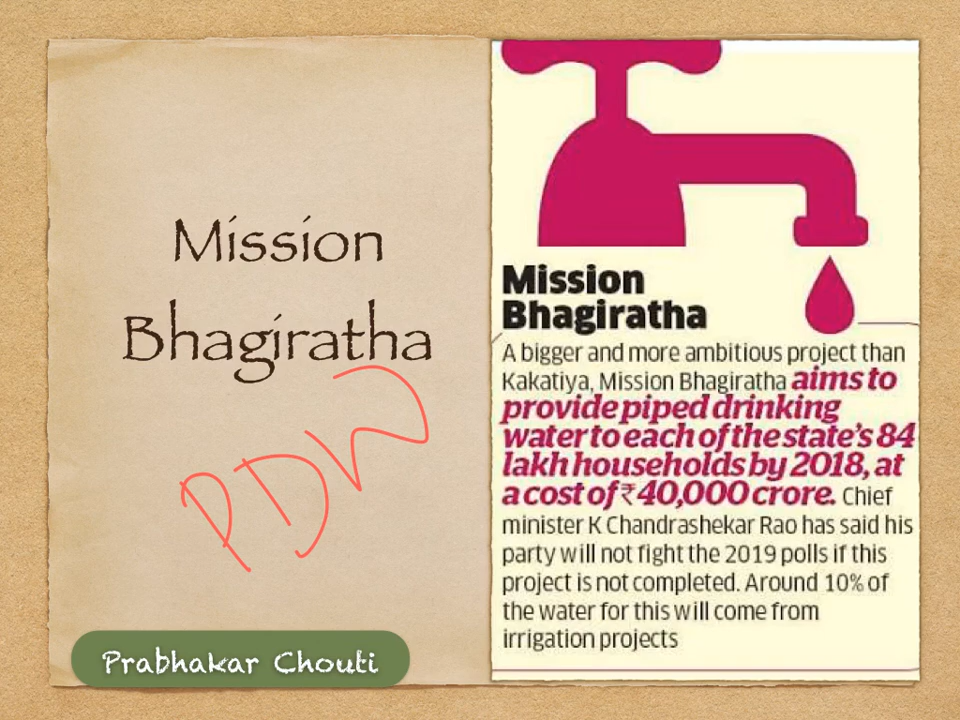 Mission
Bhagiratha
PDW
Prabhakar Chouti
Mission
Bhagiratha
A bigger and more ambitious project than
Kakatiya, Mission Bhagiratha aims to
provide piped drinking
water to each of the state's 84
lakh households by 2018, at
a cost of ₹40,000 crore. Chief
minister K Chandrashekar Rao has said his
party will not fight the 2019 polls if this
project is not completed. Around 10% of
the water for this will come from
irrigation projects